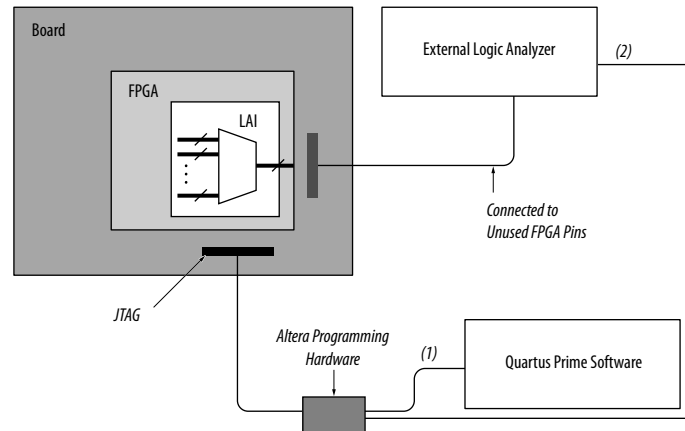 Board
FPGA
LAI
External Logic Analyzer
(2)
Connected to
Unused FPGA Pins
JTAG
Altera Programming
Hardware
(1)
Quartus Prime Software